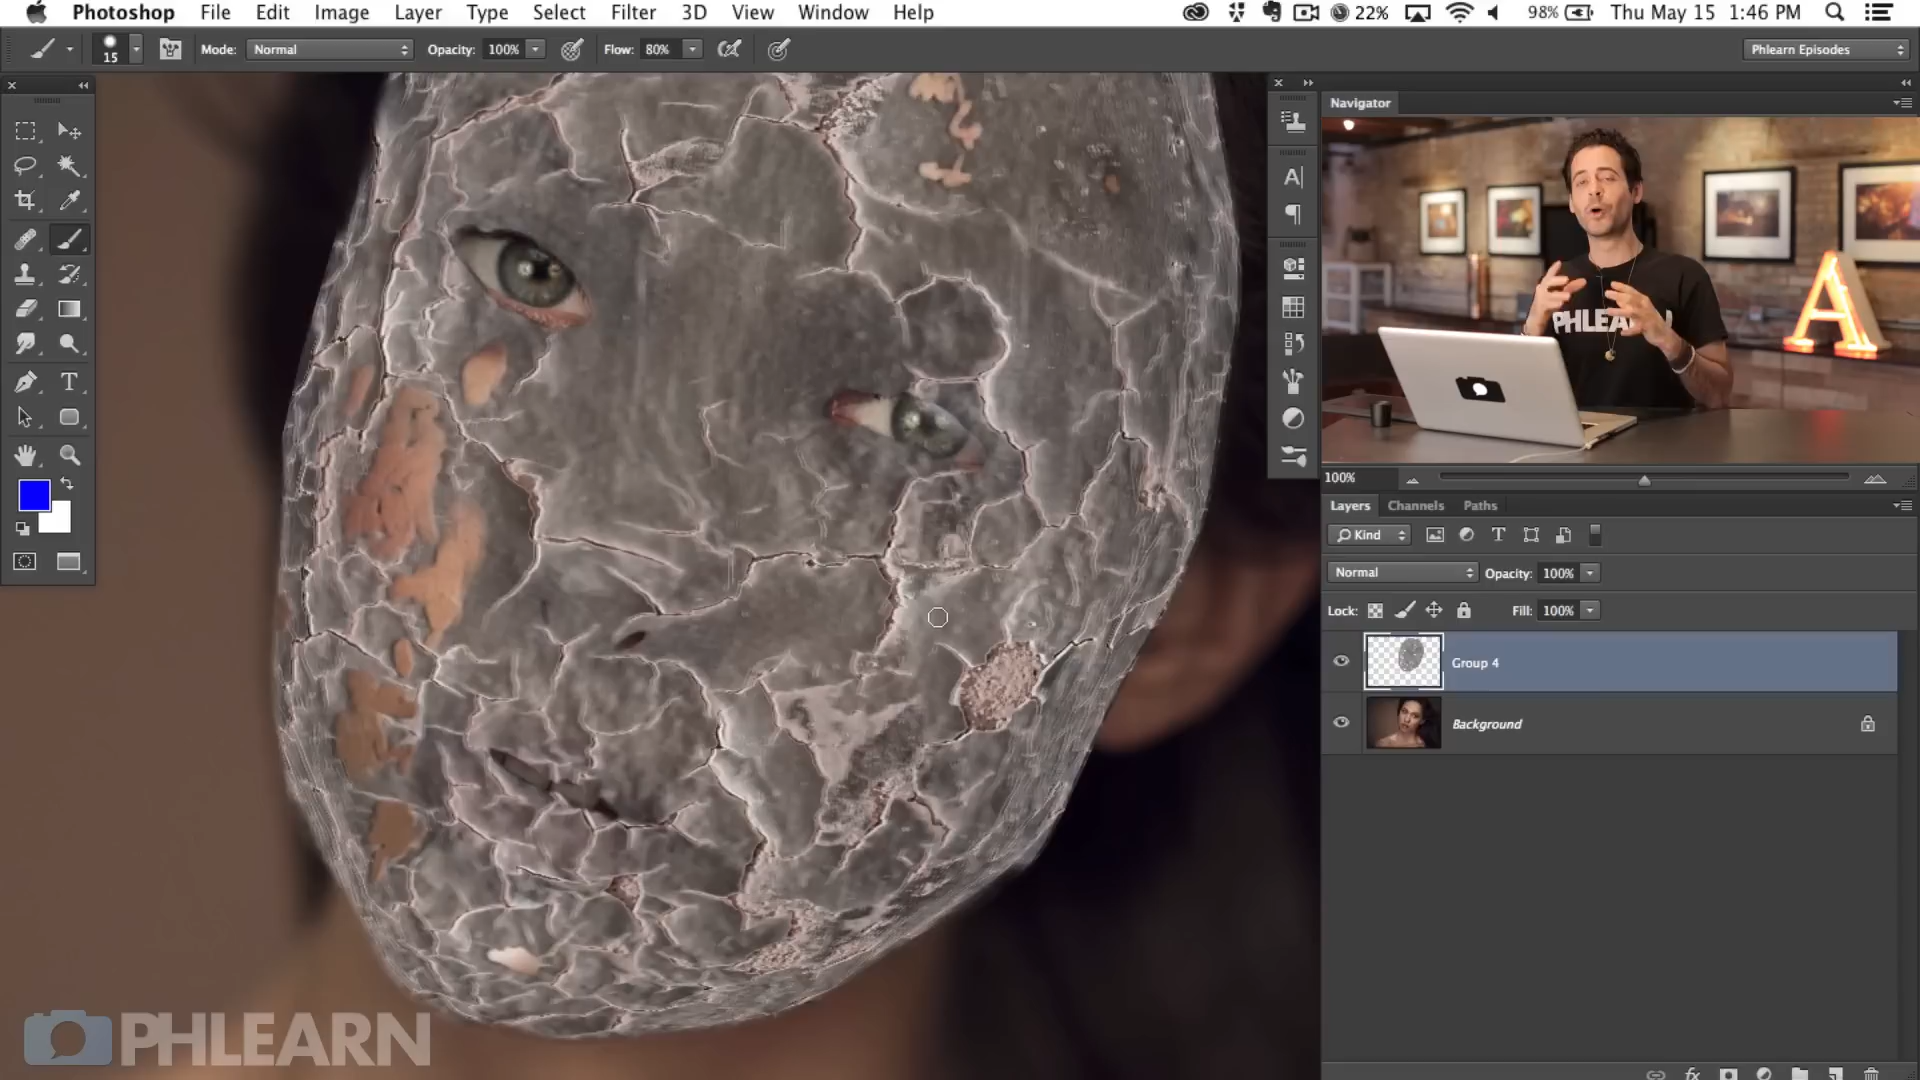 Photoshop File Edit Image Layer Type Select Filter 3D View Window Help 22% 98% Thu May 15 1:46 PM
15 Mode: Normal Opacity: 100% Flow: 80% Phlearn Episodes
Navigator
A
PHLEARN
100%
Layers Channels Paths
Kind T
Normal Opacity: 100%
Lock: Fill: 100%
Group 4
Background
fx
PHLEARN